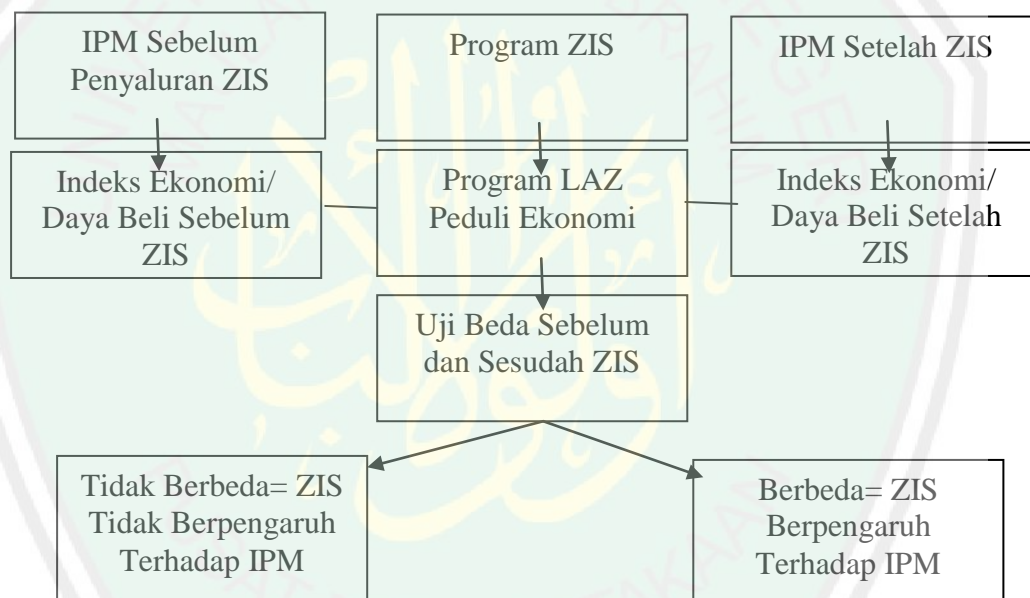 IPM Sebelum
Penyaluran ZIS
Program ZIS
IPM Setelah ZIS
Indeks Ekonomi/
Daya Beli Sebelum
ZIS
Program LAZ
Peduli Ekonomi
Indeks Ekonomi/
Daya Beli Setelah
ZIS
Uji Beda Sebelum
dan Sesudah ZIS
Tidak Berbeda= ZIS
Tidak Berpengaruh
Terhadap IPM
Berbeda= ZIS
Berpengaruh
Terhadap IPM